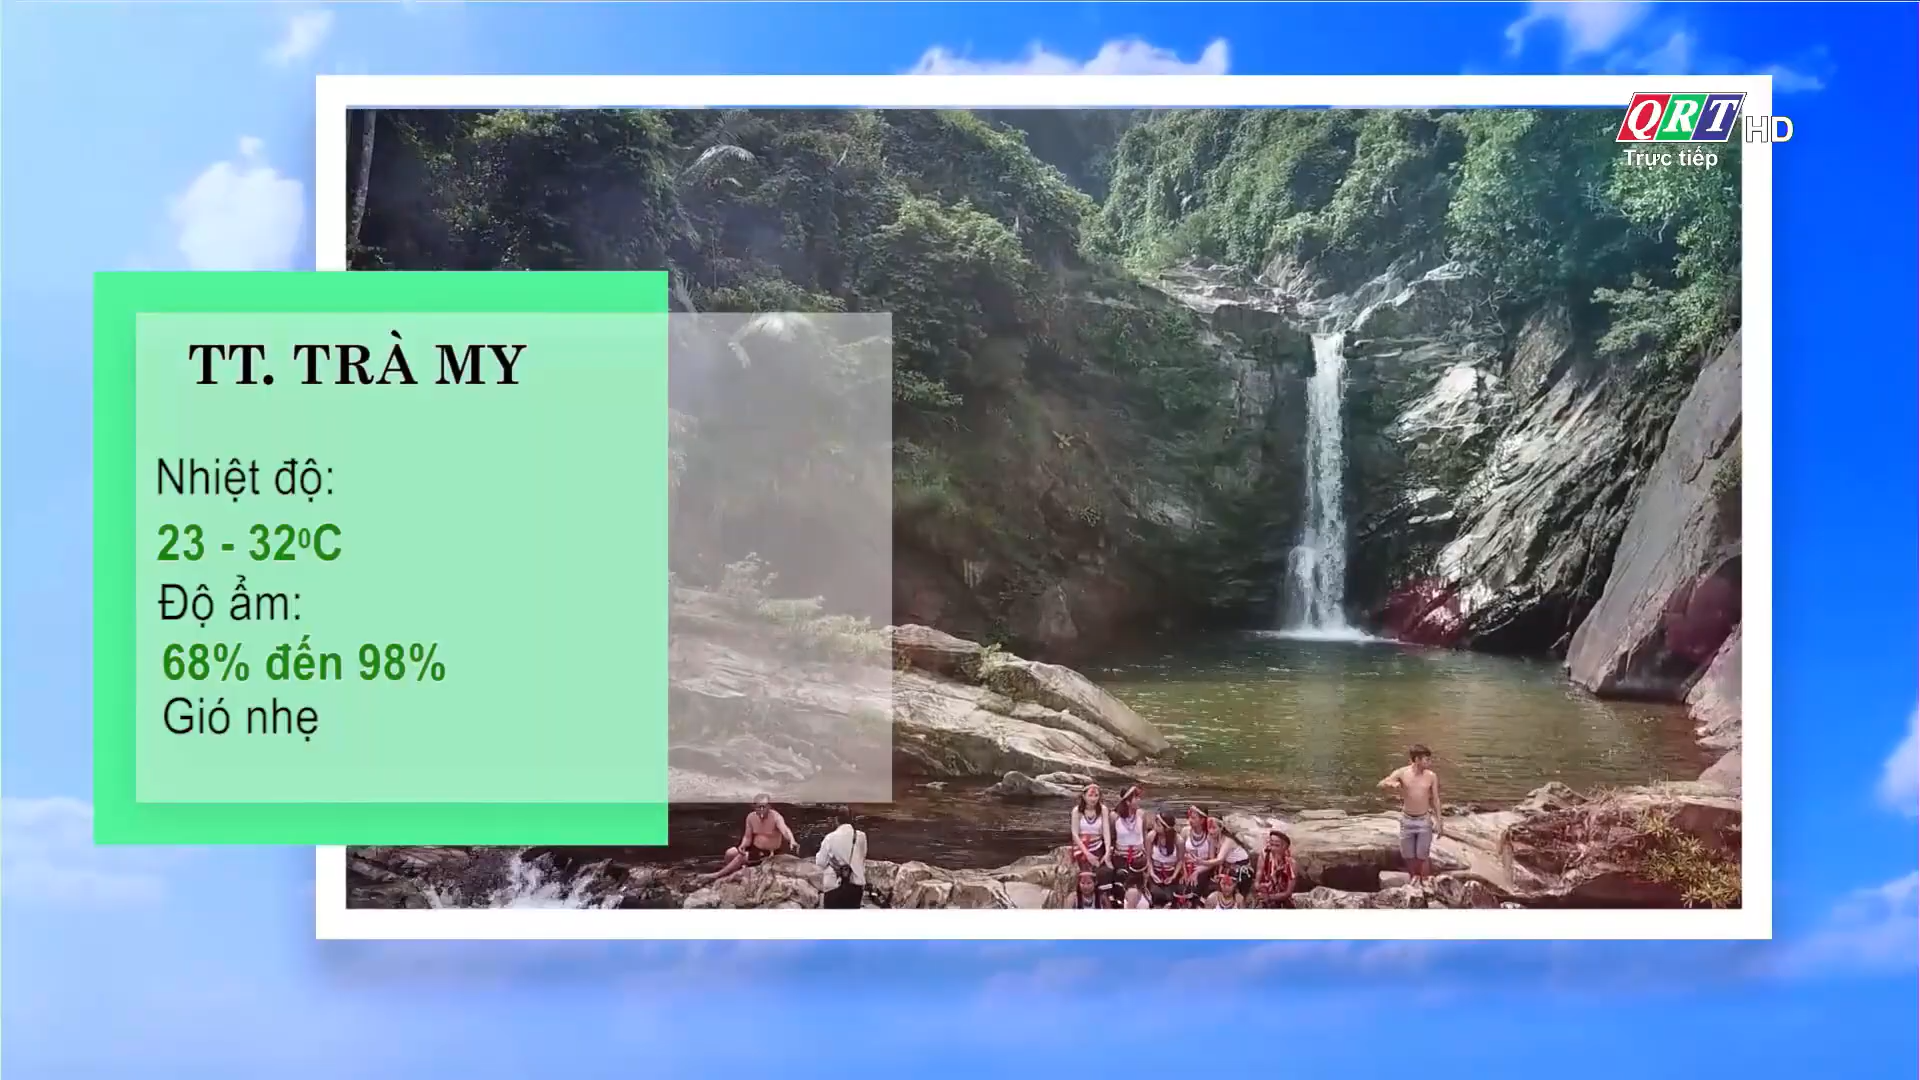 QRT HD
Trực tiếp
TT. TRÀ MY
Nhiệt độ:
23 - 32⁰C
Độ ẩm:
68% đến 98%
Gió nhẹ